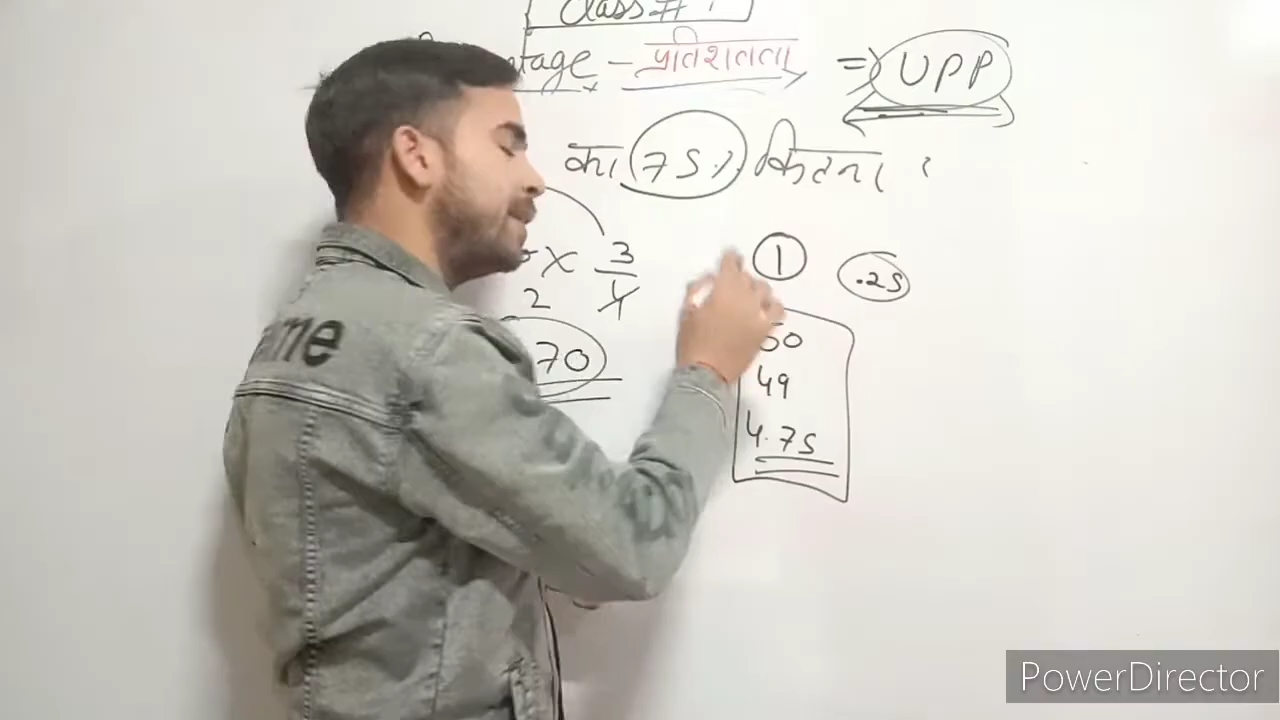 Class # 1
tage - प्रतिशतता => UPP
का 75% कितना ?
x 3/4 1 .25
2
50
70
49
4.75
ame
PowerDirector